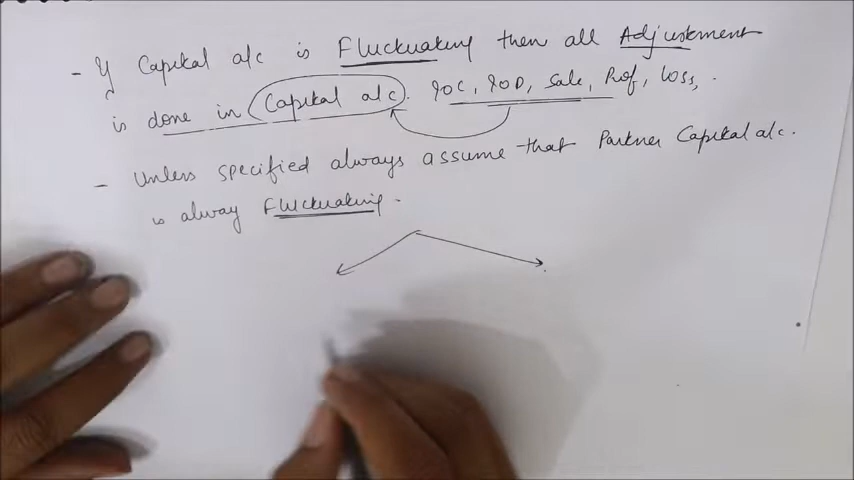 - If Capital a/c is Fluctuating then all Adjustment
is done in Capital a/c. IOC, IOD, Sale, Prof, Loss,.
- Unless specified always assume that Partner Capital a/c.
is alway Fluctuating.